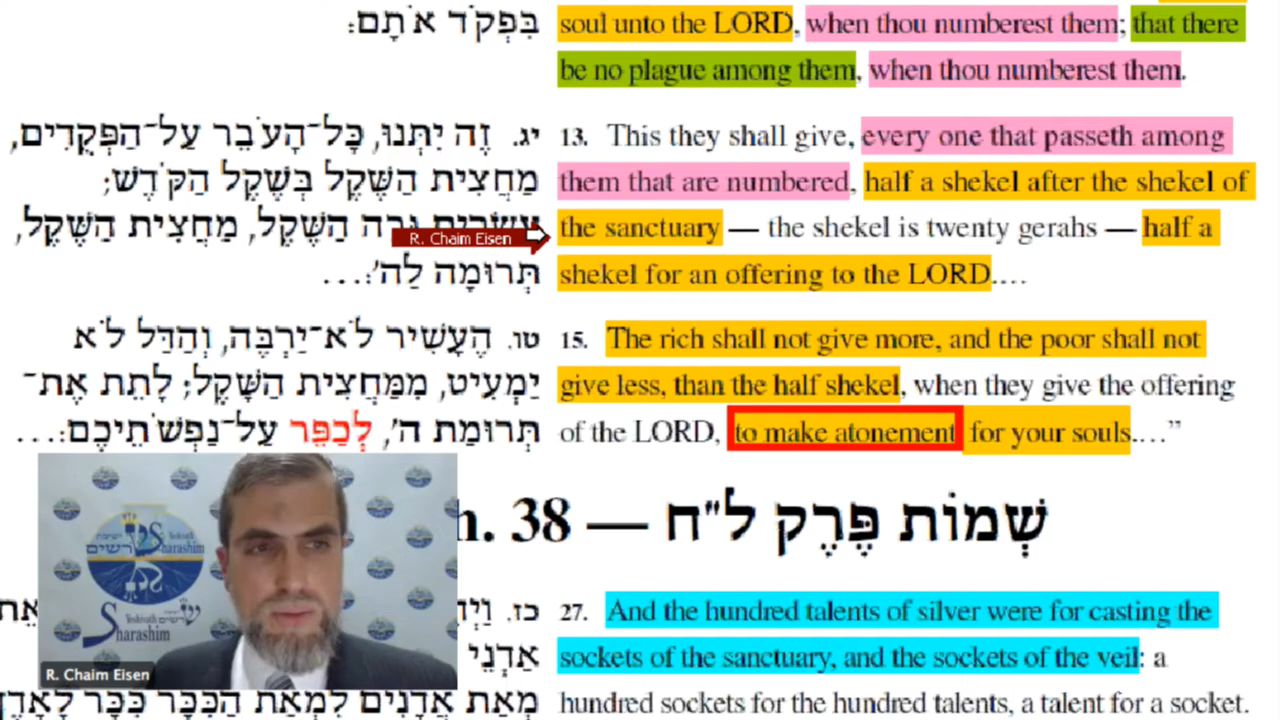 בִּפְקֹד אֹתָם:
soul unto the LORD, when thou numberest them; that there
be no plague among them, when thou numberest them.
יג. זֶה יִתְּנוּ, כָּל־הָעֹבֵר עַל־הַפְּקֻדִים,
מַחֲצִית הַשֶּׁקֶל בְּשֶׁקֶל הַקֹּדֶשׁ;
הַשֶּׁקֶל, מַחֲצִית הַשֶּׁקֶל,
תְּרוּמָה לַה':...
13. This they shall give, every one that passeth among
them that are numbered, half a shekel after the shekel of
the sanctuary — the shekel is twenty gerahs — half a
shekel for an offering to the LORD....
R. Chaim Eisen
טו. הֶעָשִׁיר לֹא־יַרְבֶּה, וְהַדַּל לֹא
יַמְעִיט, מִמַּחֲצִית הַשָּׁקֶל; לָתֵת אֶת־
תְּרוּמַת ה', לְכַפֵּר עַל־נַפְשֹׁתֵיכֶם:...
15. The rich shall not give more, and the poor shall not
give less, than the half shekel, when they give the offering
of the LORD, to make atonement for your souls....”
38 — שְׁמוֹת פֶּרֶק ל"ח
כז.
אַדְנֵי
מְאַת אֲדָנִים לִמְאַת הַכִּכָּר כִּכָּר לָאָדֶן
27. And the hundred talents of silver were for casting the
sockets of the sanctuary, and the sockets of the veil: a
hundred sockets for the hundred talents, a talent for a socket.
Yeshivath
Sharashim
Yeshivath
Sharashim
R. Chaim Eisen